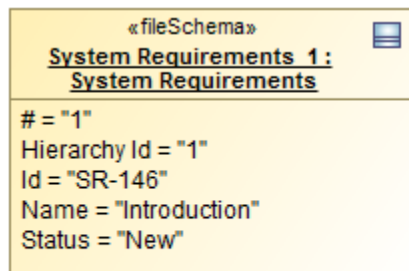 «fileSchema»
System Requirements 1 :
System Requirements
# = "1"
Hierarchy Id = "1"
Id = "SR-146"
Name = "Introduction"
Status = "New"